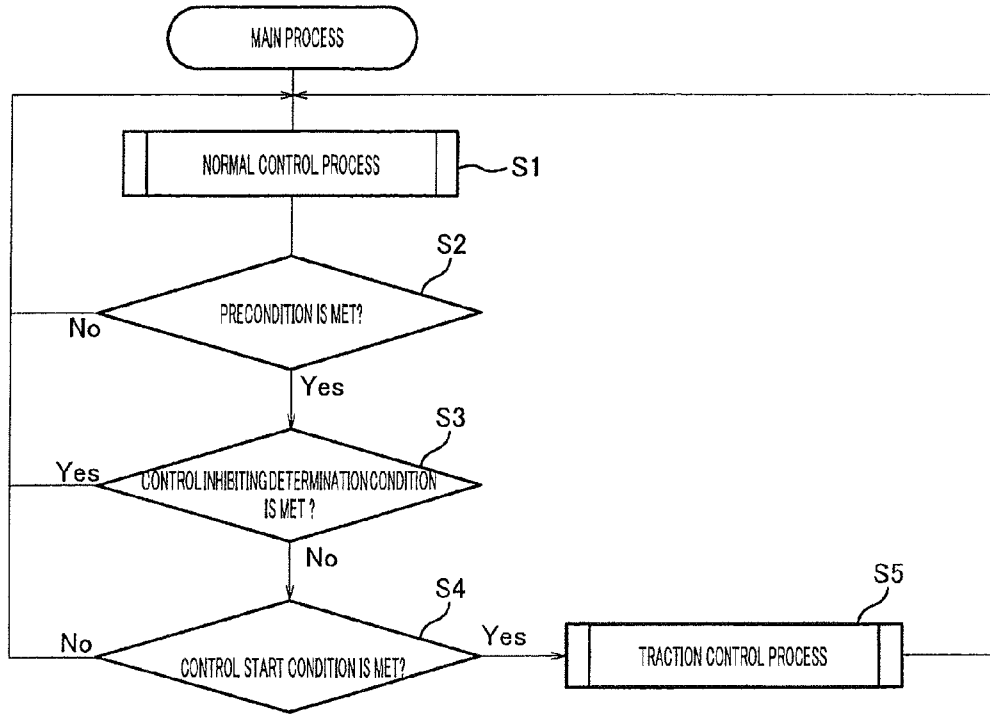 MAIN PROCESS
NORMAL CONTROL PROCESS
S1
S2
PRECONDITION IS MET?
No
Yes
S3
Yes
CONTROL INHIBITING DETERMINATION CONDITION
IS MET ?
No
S4
No
CONTROL START CONDITION IS MET?
Yes
S5
TRACTION CONTROL PROCESS